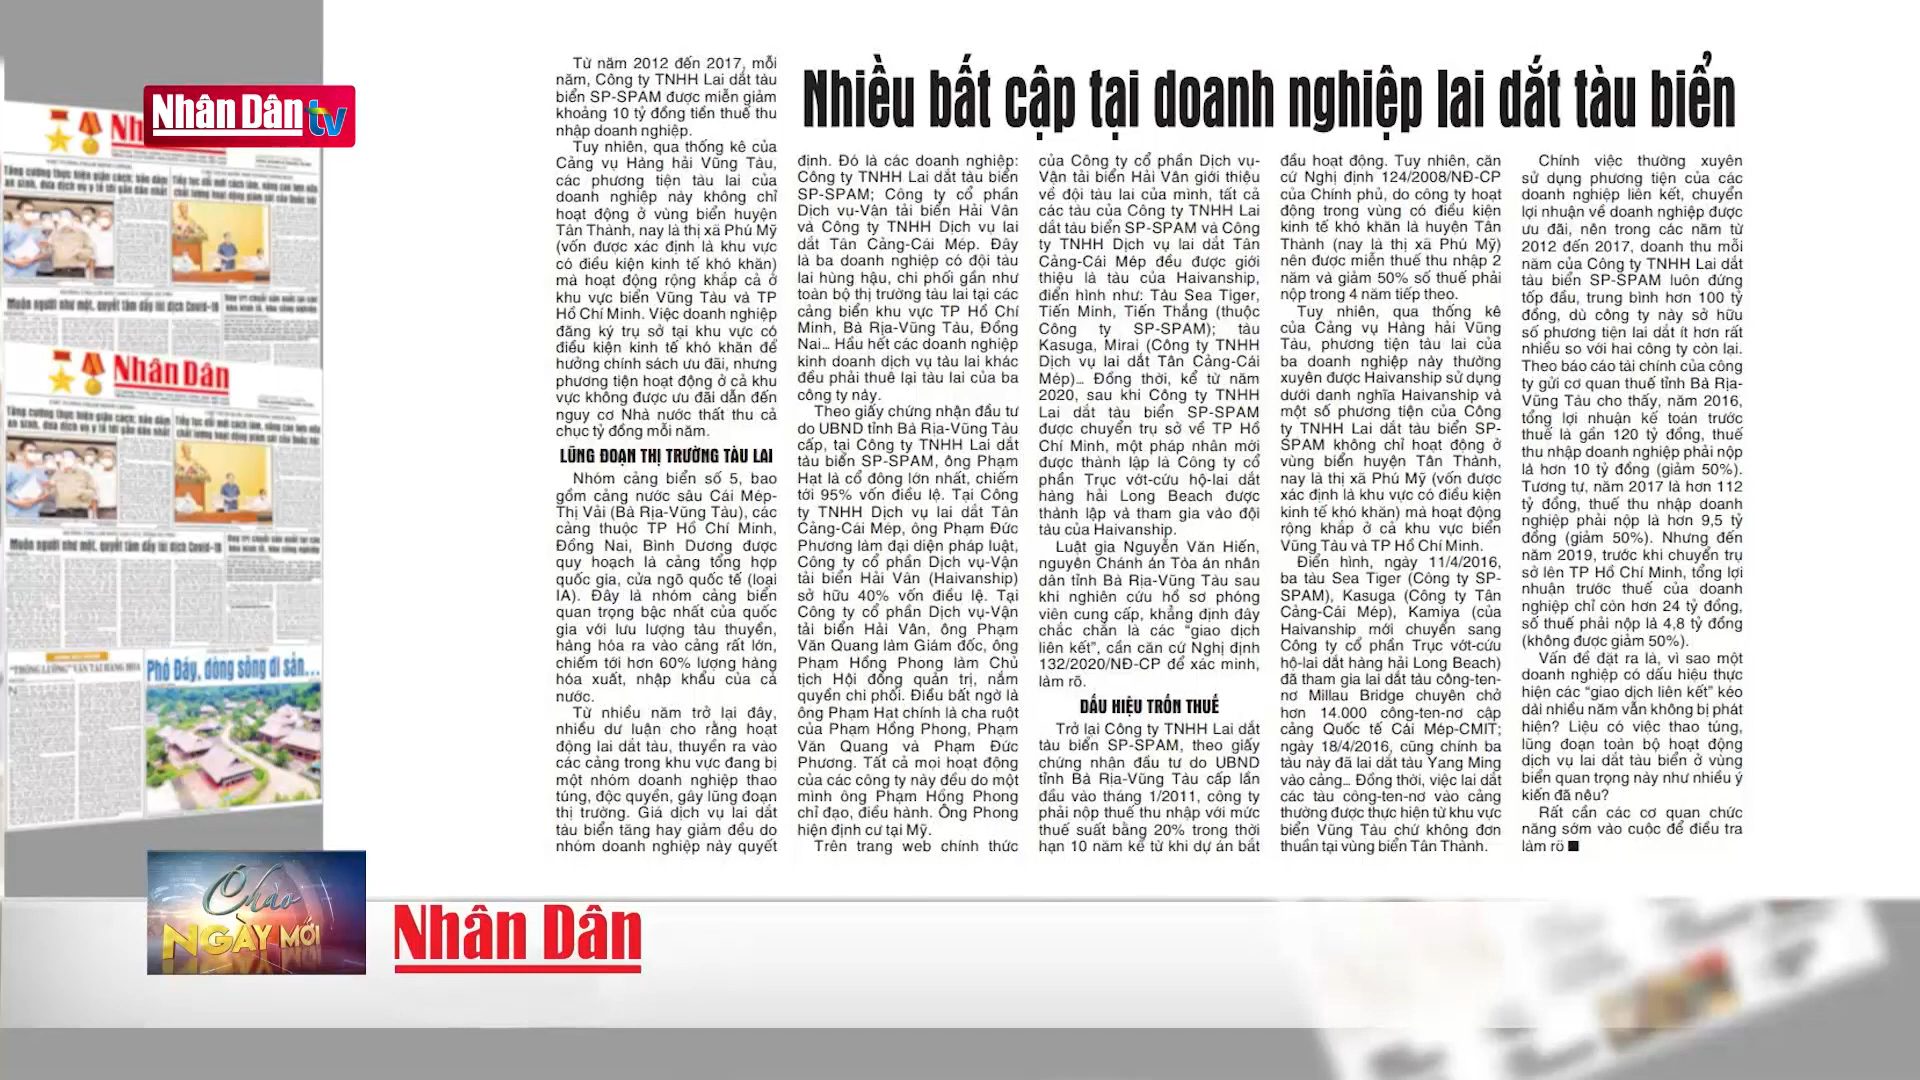 Nhân Dân tv
Nhiều bất cập tại doanh nghiệp lai dắt tàu biển
Từ năm 2012 đến 2017, mỗi
năm, Công ty TNHH Lai dắt tàu
biển SP-SPAM được miễn giảm
khoảng 10 tỷ đồng tiền thuế thu
nhập doanh nghiệp.
Tuy nhiên, qua thống kê của
Cảng vụ Hàng hải Vũng Tàu,
các phương tiện tàu lai của
doanh nghiệp này không chỉ
hoạt động ở vùng biển huyện
Tân Thành, nay là thị xã Phú Mỹ
(vốn được xác định là khu vực
có điều kiện kinh tế khó khăn)
mà hoạt động rộng khắp cả ở
khu vực biển Vũng Tàu và TP
Hồ Chí Minh. Việc doanh nghiệp
đăng ký trụ sở tại khu vực có
điều kiện kinh tế khó khăn để
hưởng chính sách ưu đãi, nhưng
phương tiện hoạt động ở cả khu
vực không được ưu đãi dẫn đến
nguy cơ Nhà nước thất thu cả
chục tỷ đồng mỗi năm.
LŨNG ĐOẠN THỊ TRƯỜNG TÀU LAI
Nhóm cảng biển số 5, bao
gồm cảng nước sâu Cái Mép-
Thị Vải (Bà Rịa-Vũng Tàu), các
cảng thuộc TP Hồ Chí Minh,
Đồng Nai, Bình Dương được
quy hoạch là cảng tổng hợp
quốc gia, cửa ngõ quốc tế (loại
IA). Đây là nhóm cảng biển
quan trọng bậc nhất của quốc
gia với lưu lượng tàu thuyền,
hàng hóa ra vào cảng rất lớn,
chiếm tới hơn 60% lượng hàng
hóa xuất, nhập khẩu của cả
nước.
Từ nhiều năm trở lại đây,
nhiều dư luận cho rằng hoạt
động lai dắt tàu, thuyền ra vào
các cảng trong khu vực đang bị
một nhóm doanh nghiệp thao
túng, độc quyền, gây lũng đoạn
thị trường. Giá dịch vụ lai dắt
tàu biển tăng hay giảm đều do
nhóm doanh nghiệp này quyết
định. Đó là các doanh nghiệp:
Công ty TNHH Lai dắt tàu biển
SP-SPAM; Công ty cổ phần
Dịch vụ-Vận tải biển Hải Vân
và Công ty TNHH Dịch vụ lai
dắt Tân Cảng-Cái Mép. Đây
là ba doanh nghiệp có đội tàu
lai hùng hậu, chi phối gần như
toàn bộ thị trường tàu lai tại các
cảng biển khu vực TP Hồ Chí
Minh, Bà Rịa-Vũng Tàu, Đồng
Nai... Hầu hết các doanh nghiệp
kinh doanh dịch vụ tàu lai khác
đều phải thuê lại tàu lai của ba
công ty này.
Theo giấy chứng nhận đầu tư
do UBND tỉnh Bà Rịa-Vũng Tàu
cấp, tại Công ty TNHH Lai dắt
tàu biển SP-SPAM, ông Phạm
Hạt là cổ đông lớn nhất, chiếm
tới 95% vốn điều lệ. Tại Công
ty TNHH Dịch vụ lai dắt Tân
Cảng-Cái Mép, ông Phạm Đức
Phương làm đại diện pháp luật,
Công ty cổ phần Dịch vụ-Vận
tải biển Hải Vân (Haivanship)
sở hữu 40% vốn điều lệ. Tại
Công ty cổ phần Dịch vụ-Vận
tải biển Hải Vân, ông Phạm
Văn Quang làm Giám đốc, ông
Phạm Hồng Phong làm Chủ
tịch Hội đồng quản trị, nắm
quyền chi phối. Điều bất ngờ là
ông Phạm Hạt chính là cha ruột
của Phạm Hồng Phong, Phạm
Văn Quang và Phạm Đức
Phương. Tất cả mọi hoạt động
của các công ty này đều do một
mình ông Phạm Hồng Phong
chỉ đạo, điều hành. Ông Phong
hiện định cư tại Mỹ.
Trên trang web chính thức
của Công ty cổ phần Dịch vụ-
Vận tải biển Hải Vân giới thiệu
về đội tàu lai của mình, tất cả
các tàu của Công ty TNHH Lai
dắt tàu biển SP-SPAM và Công
ty TNHH Dịch vụ lai dắt Tân
Cảng-Cái Mép đều được giới
thiệu là tàu của Haivanship,
điển hình như: Tàu Sea Tiger,
Tiến Minh, Tiến Thắng (thuộc
Công ty SP-SPAM); tàu
Kasuga, Mirai (Công ty TNHH
Dịch vụ lai dắt Tân Cảng-Cái
Mép)... Đồng thời, kể từ năm
2020, sau khi Công ty TNHH
Lai dắt tàu biển SP-SPAM
được chuyển trụ sở về TP Hồ
Chí Minh, một pháp nhân mới
được thành lập là Công ty cổ
phần Trục vớt-cứu hộ-lai dắt
hàng hải Long Beach được
thành lập và tham gia vào đội
tàu của Haivanship.
Luật gia Nguyễn Văn Hiến,
nguyên Chánh án Tòa án nhân
dân tỉnh Bà Rịa-Vũng Tàu sau
khi nghiên cứu hồ sơ phóng
viên cung cấp, khẳng định đây
chắc chắn là các “giao dịch
liên kết”, cần căn cứ Nghị định
132/2020/NĐ-CP để xác minh,
làm rõ.
DẤU HIỆU TRỐN THUẾ
Trở lại Công ty TNHH Lai dắt
tàu biển SP-SPAM, theo giấy
chứng nhận đầu tư do UBND
tỉnh Bà Rịa-Vũng Tàu cấp lần
đầu vào tháng 1/2011, công ty
phải nộp thuế thu nhập với mức
thuế suất bằng 20% trong thời
hạn 10 năm kể từ khi dự án bắt
đầu hoạt động. Tuy nhiên, căn
cứ Nghị định 124/2008/NĐ-CP
của Chính phủ, do công ty hoạt
động trong vùng có điều kiện
kinh tế khó khăn là huyện Tân
Thành (nay là thị xã Phú Mỹ)
nên được miễn thuế thu nhập 2
năm và giảm 50% số thuế phải
nộp trong 4 năm tiếp theo.
Tuy nhiên, qua thống kê
của Cảng vụ Hàng hải Vũng
Tàu, phương tiện tàu lai của
ba doanh nghiệp này thường
xuyên được Haivanship sử dụng
dưới danh nghĩa Haivanship và
một số phương tiện của Công
ty TNHH Lai dắt tàu biển SP-
SPAM không chỉ hoạt động ở
vùng biển huyện Tân Thành,
nay là thị xã Phú Mỹ (vốn được
xác định là khu vực có điều kiện
kinh tế khó khăn) mà hoạt động
rộng khắp ở cả khu vực biển
Vũng Tàu và TP Hồ Chí Minh.
Điển hình, ngày 11/4/2016,
ba tàu Sea Tiger (Công ty SP-
SPAM), Kasuga (Công ty Tân
Cảng-Cái Mép), Kamiya (của
Haivanship mới chuyển sang
Công ty cổ phần Trục vớt-cứu
hộ-lai dắt hàng hải Long Beach)
đã tham gia lai dắt tàu công-ten-
nơ Millau Bridge chuyên chở
hơn 14.000 công-ten-nơ cập
cảng Quốc tế Cái Mép-CMIT;
ngày 18/4/2016, cũng chính ba
tàu này đã lai dắt tàu Yang Ming
vào cảng... Đồng thời, việc lai dắt
các tàu công-ten-nơ vào cảng
thường được thực hiện từ khu vực
biển Vũng Tàu chứ không đơn
thuần tại vùng biển Tân Thành.
Chính việc thường xuyên
sử dụng phương tiện của các
doanh nghiệp liên kết, chuyển
lợi nhuận về doanh nghiệp được
ưu đãi, nên trong các năm từ
2012 đến 2017, doanh thu mỗi
năm của Công ty TNHH Lai dắt
tàu biển SP-SPAM luôn đứng
tốp đầu, trung bình hơn 100 tỷ
đồng, dù công ty này sở hữu
số phương tiện lai dắt ít hơn rất
nhiều so với hai công ty còn lại.
Theo báo cáo tài chính của công
ty gửi cơ quan thuế tỉnh Bà Rịa-
Vũng Tàu cho thấy, năm 2016,
tổng lợi nhuận kế toán trước
thuế là gần 120 tỷ đồng, thuế
thu nhập doanh nghiệp phải nộp
là hơn 10 tỷ đồng (giảm 50%).
Tương tự, năm 2017 là hơn 112
tỷ đồng, thuế thu nhập doanh
nghiệp phải nộp là hơn 9,5 tỷ
đồng (giảm 50%). Nhưng đến
năm 2019, trước khi chuyển trụ
sở lên TP Hồ Chí Minh, tổng lợi
nhuận trước thuế của doanh
nghiệp chỉ còn hơn 24 tỷ đồng,
số thuế phải nộp là 4,8 tỷ đồng
(không được giảm 50%).
Vấn đề đặt ra là, vì sao một
doanh nghiệp có dấu hiệu thực
hiện các “giao dịch liên kết” kéo
dài nhiều năm vẫn không bị phát
hiện? Liệu có việc thao túng,
lũng đoạn toàn bộ hoạt động
dịch vụ lai dắt tàu biển ở vùng
biển quan trọng này như nhiều ý
kiến đã nêu?
Rất cần các cơ quan chức
năng sớm vào cuộc để điều tra
làm rõ
Nhân Dân
Muôn người như một, quyết tâm đẩy lùi dịch Covid-19
Nhân Dân
Muôn người như một, quyết tâm đẩy lùi dịch Covid-19
Phố Đáy, dòng sông di sản...
Chào
NGÀY MỚI
Nhân Dân